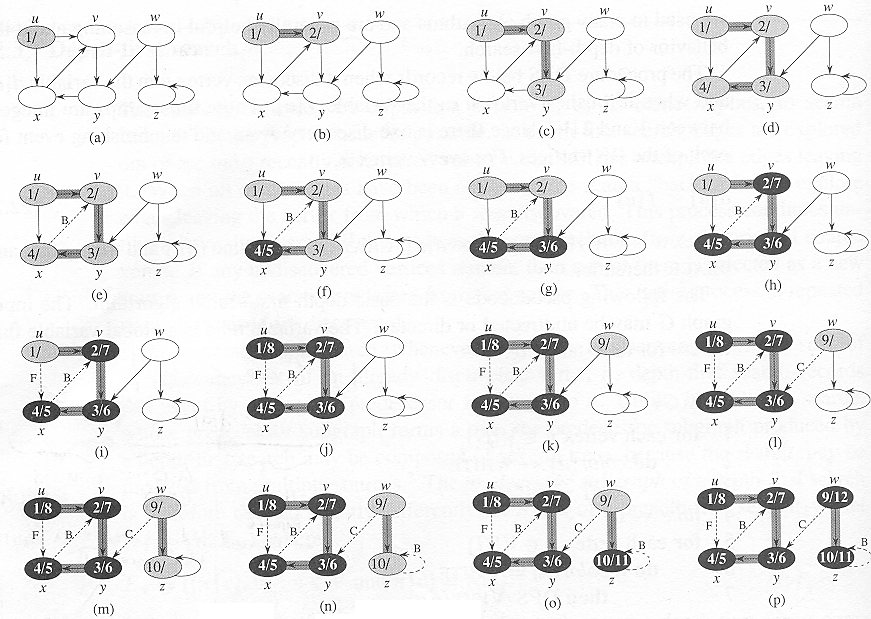 u v w u v w u v w u v w
1/ 1/ 2/ 1/ 2/ 1/ 2/
3/ 4/ 3/
x y z x y z x y z x y z
(a) (b) (c) (d)
u v w u v w u v w u v w
1/ 2/ 1/ 2/ 1/ 2/ 1/ 2/7
B B B B
4/ 3/ 4/5 3/ 4/5 3/6 4/5 3/6
x y z x y z x y z x y z
(e) (f) (g) (h)
u v w u v w u v w u v w
1/ 2/7 1/8 2/7 1/8 2/7 9/ 1/8 2/7 9/
F B F B F B F B C
4/5 3/6 4/5 3/6 4/5 3/6 4/5 3/6
x y z x y z x y z x y z
(i) (j) (k) (l)
u v w u v w u v w u v w
1/8 2/7 9/ 1/8 2/7 9/ 1/8 2/7 9/ 1/8 2/7 9/12
F B C F B C B F B C B F B C B
4/5 3/6 10/ 4/5 3/6 10/ 4/5 3/6 10/11 4/5 3/6 10/11
x y z x y z x y z x y z
(m) (n) (o) (p)